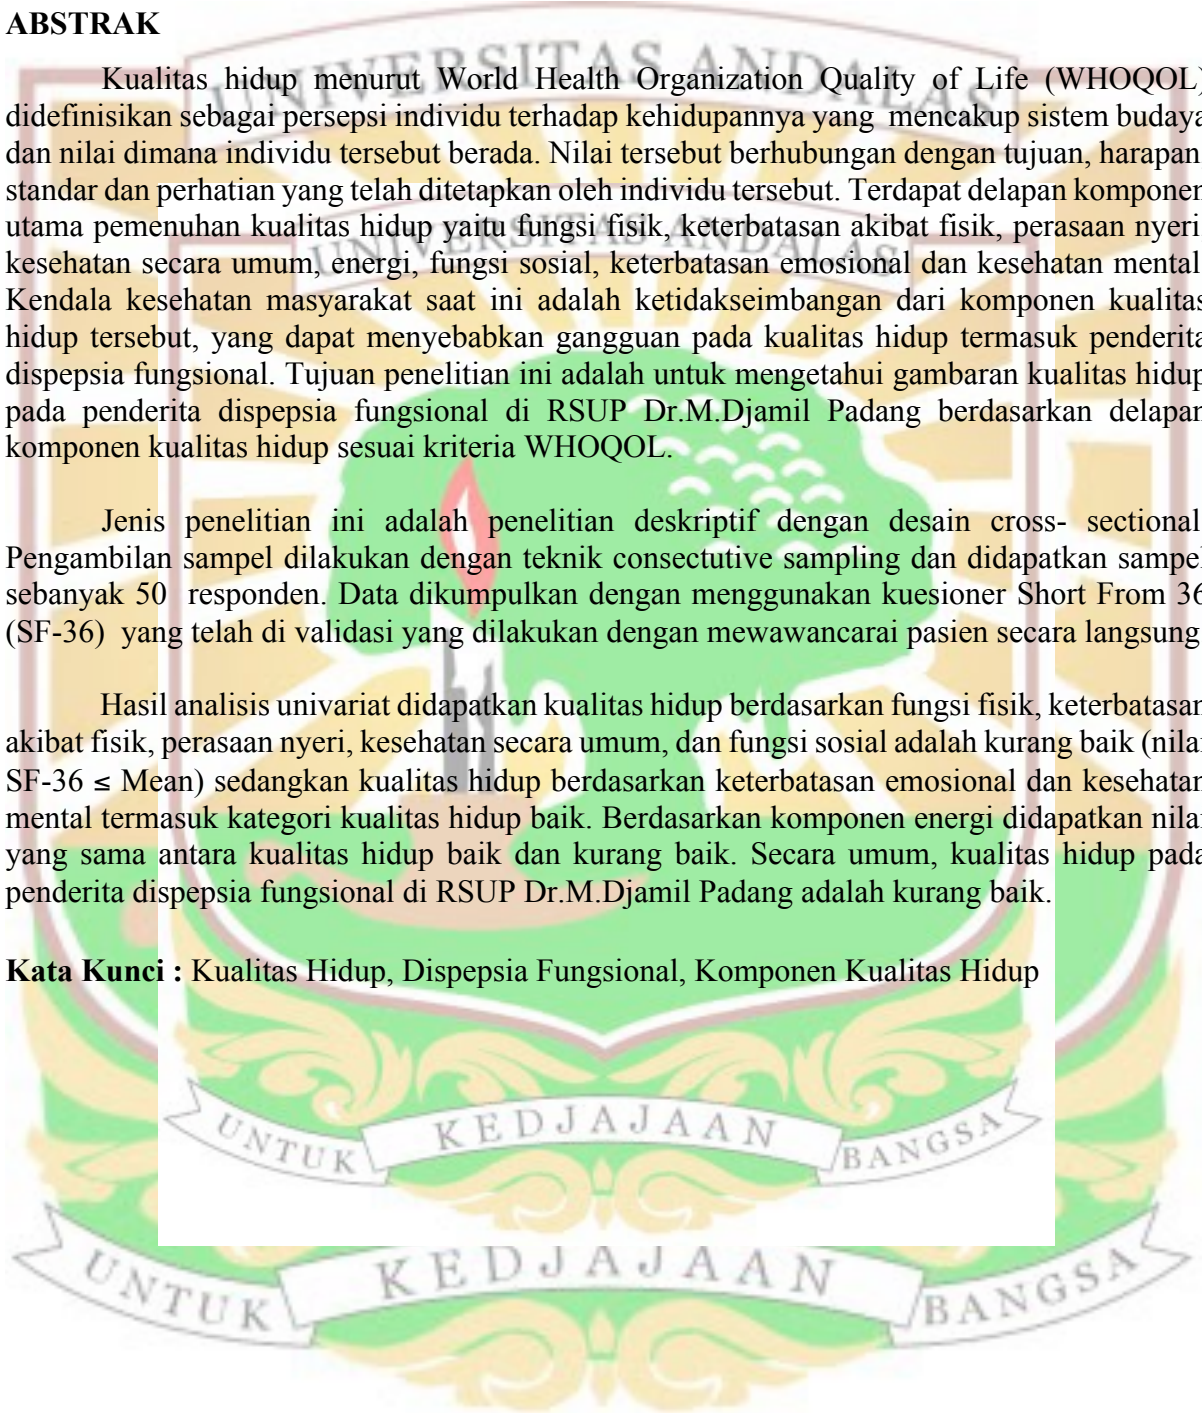 ABSTRAK
Kualitas hidup menurut World Health Organization Quality of Life (WHOQOL)
didefinisikan sebagai persepsi individu terhadap kehidupannya yang mencakup sistem budaya
dan nilai dimana individu tersebut berada. Nilai tersebut berhubungan dengan tujuan, harapan
standar dan perhatian yang telah ditetapkan oleh individu tersebut. Terdapat delapan komponen
utama pemenuhan kualitas hidup yaitu fungsi fisik, keterbatasan akibat fisik, perasaan nyeri
kesehatan secara umum, energi, fungsi sosial, keterbatasan emosional dan kesehatan mental
Kendala kesehatan masyarakat saat ini adalah ketidakseimbangan dari komponen kualitas
hidup tersebut, yang dapat menyebabkan gangguan pada kualitas hidup termasuk penderita
dispepsia fungsional. Tujuan penelitian ini adalah untuk mengetahui gambaran kualitas hidup
pada penderita dispepsia fungsional di RSUP Dr.M.Djamil Padang berdasarkan delapan
komponen kualitas hidup sesuai kriteria WHOQOL.
Jenis penelitian ini adalah penelitian deskriptif dengan desain cross- sectional
Pengambilan sampel dilakukan dengan teknik consectutive sampling dan didapatkan sampel
sebanyak 50 responden. Data dikumpulkan dengan menggunakan kuesioner Short From 36
(SF-36) yang telah di validasi yang dilakukan dengan mewawancarai pasien secara langsung
Hasil analisis univariat didapatkan kualitas hidup berdasarkan fungsi fisik, keterbatasan
akibat fisik, perasaan nyeri, kesehatan secara umum, dan fungsi sosial adalah kurang baik (nilai
SF-36 ≤ Mean) sedangkan kualitas hidup berdasarkan keterbatasan emosional dan kesehatan
mental termasuk kategori kualitas hidup baik. Berdasarkan komponen energi didapatkan nilai
yang sama antara kualitas hidup baik dan kurang baik. Secara umum, kualitas hidup pada
penderita dispepsia fungsional di RSUP Dr.M.Djamil Padang adalah kurang baik.
Kata Kunci : Kualitas Hidup, Dispepsia Fungsional, Komponen Kualitas Hidup
UNIVERSITAS ANDALAS
UNIVERSITAS ANDALAS
UNTUK KEDJAJAAN BANGSA
UNTUK KEDJAJAAN BANGSA